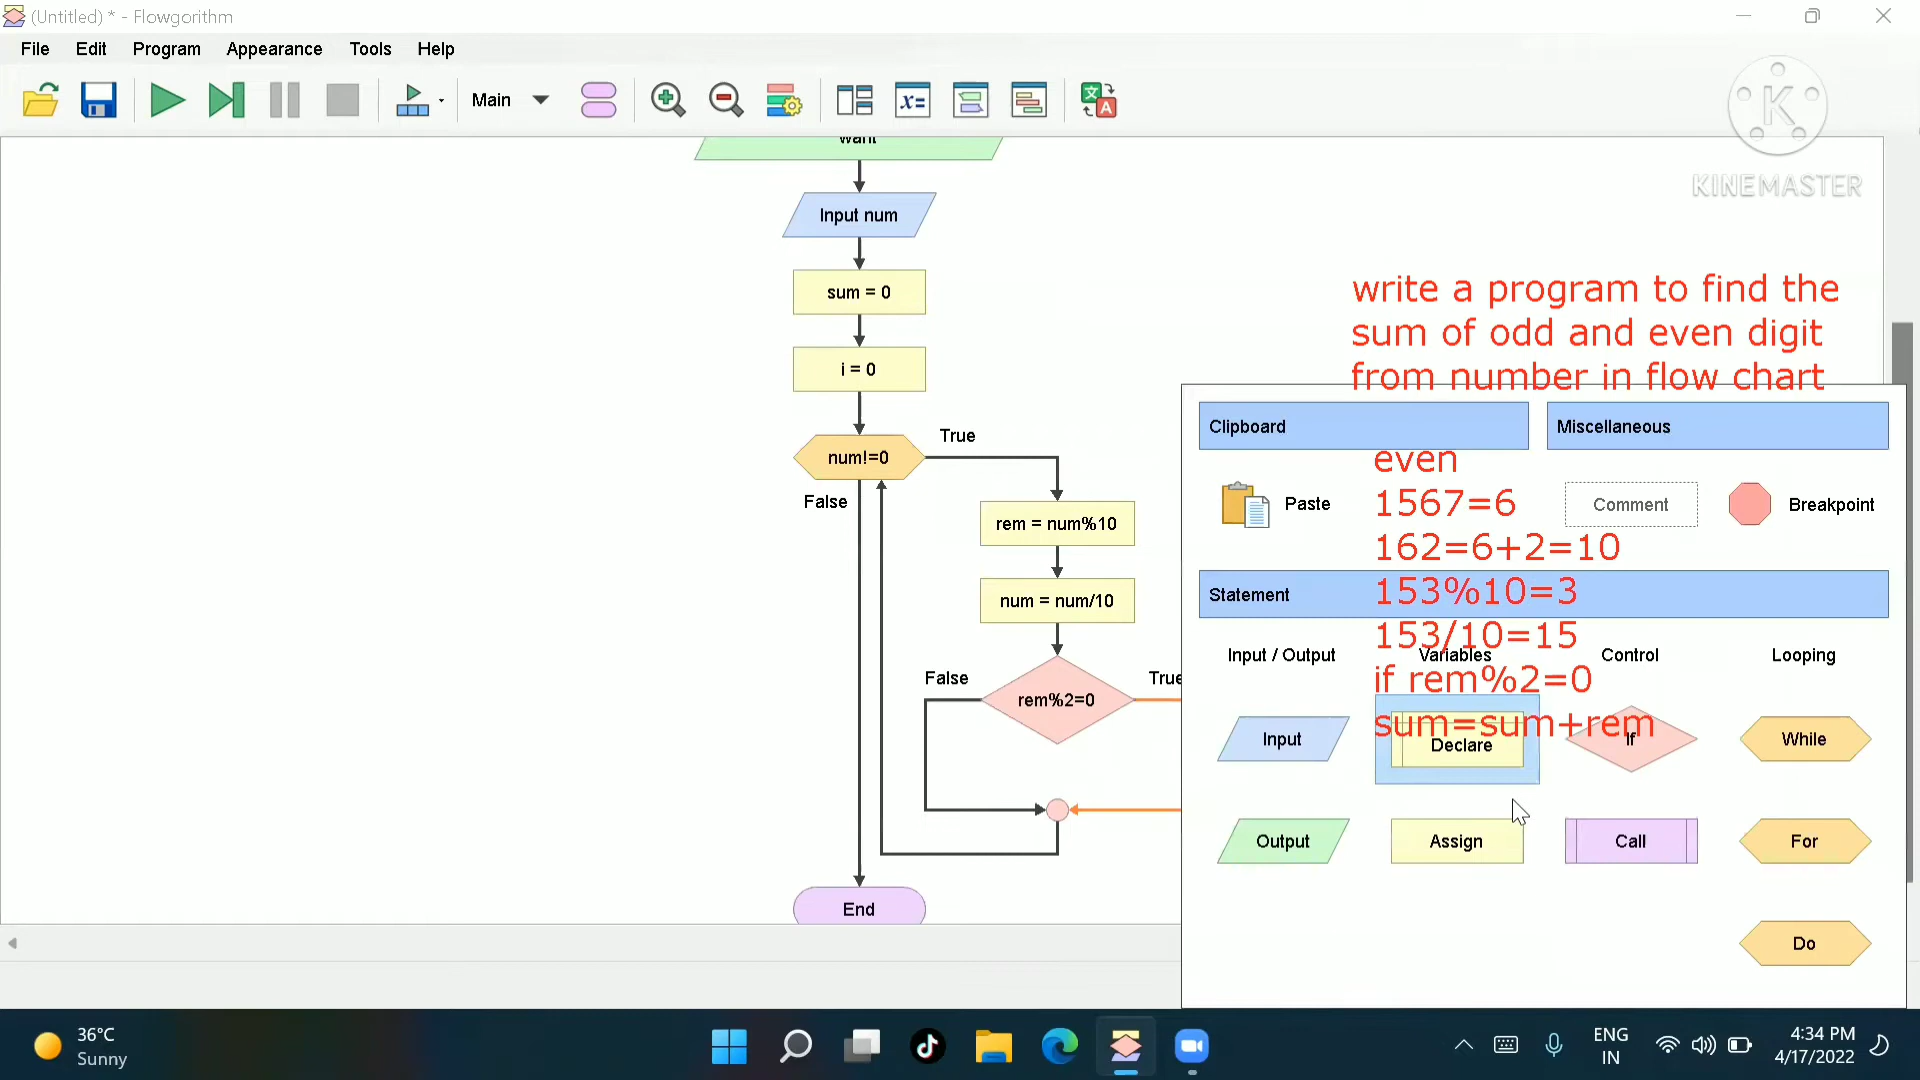 (Untitled) * - Flowgorithm
File Edit Program Appearance Tools Help
Main
x=
文 A
K
KINEMASTER
want
Input num
sum = 0
i = 0
num!=0
True
False
rem = num%10
num = num/10
False
True
rem%2=0
End
write a program to find the
sum of odd and even digit
from number in flow chart
Clipboard
Miscellaneous
even
1567=6
162=6+2=10
153%10=3
153/10=15
if rem%2=0
sum=sum+rem
Paste
Comment
Breakpoint
Statement
Input / Output
Variables
Control
Looping
Input
Declare
If
While
Output
Assign
Call
For
Do
36°C
Sunny
ENG
IN
4:34 PM
4/17/2022